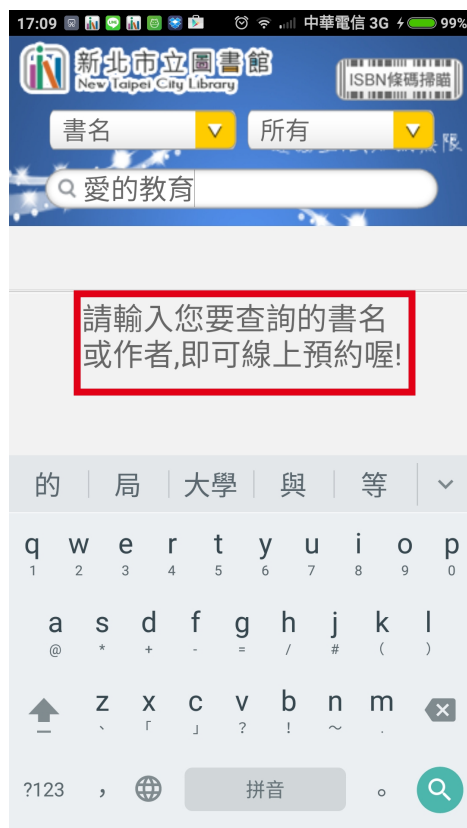 17:09 中華電信 3G 99%
新北市立圖書館
New Taipei City Library
ISBN條碼掃瞄
書名 所有
限
愛的教育
請輸入您要查詢的書名
或作者,即可線上預約喔!
的 局 大學 與 等
q w e r t y u i o p
1 2 3 4 5 6 7 8 9 0
a s d f g h j k l
@ * + - = / # ( )
z x c v b n m
、 「 」 ? ! ～ .
?123 ， 拼音 。